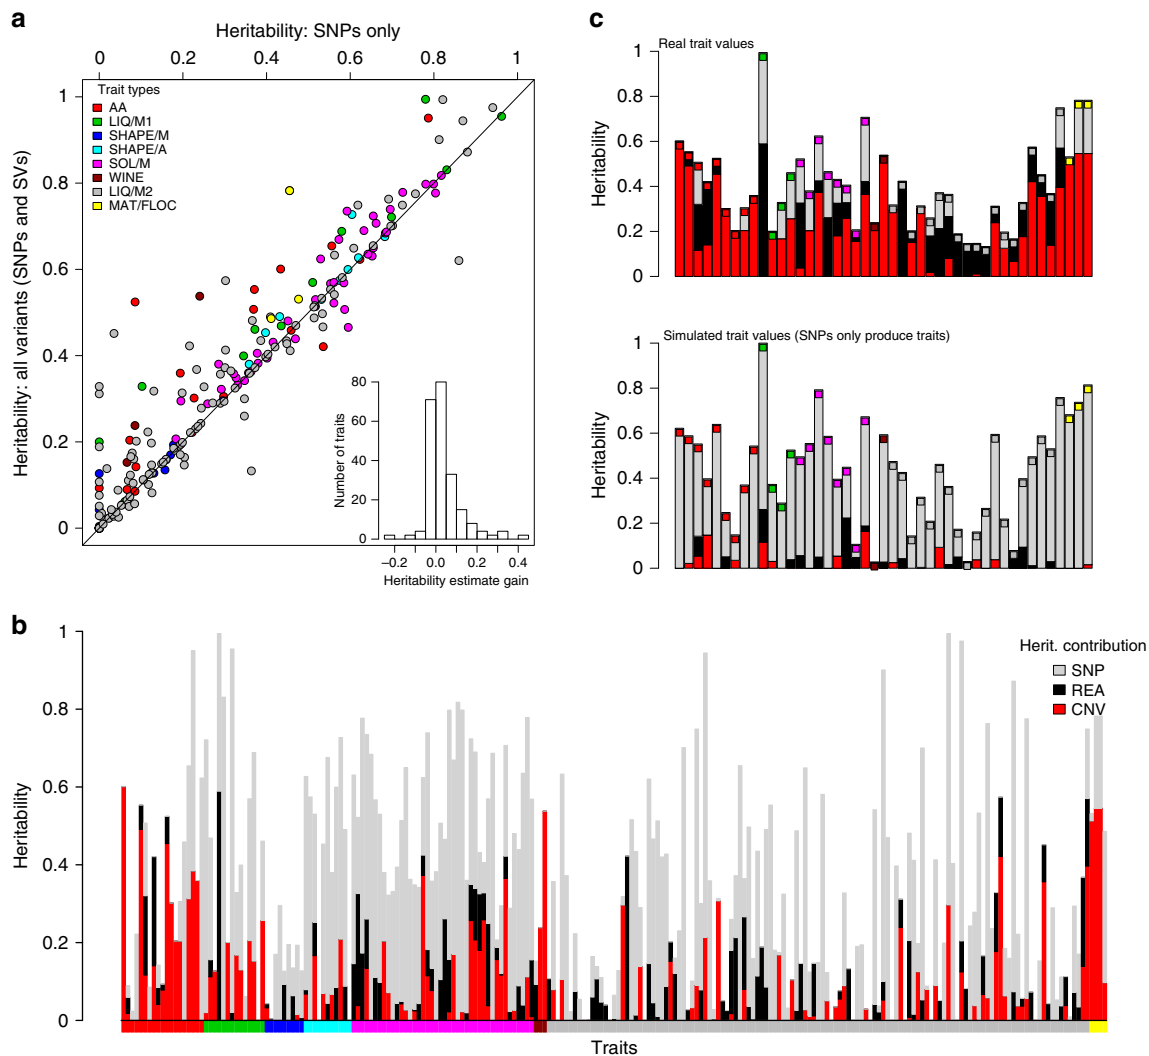 a
Heritability: SNPs only
0 0.2 0.4 0.6 0.8 1
Heritability: all variants (SNPs and SVs)
1
0.8
0.6
0.4
0.2
0
Trait types
AA
LIQ/M1
SHAPE/M
SHAPE/A
SOL/M
WINE
LIQ/M2
MAT/FLOC
Number of traits
80
60
40
20
0
−0.2 0.0 0.2 0.4
Heritability estimate gain
c
Real trait values
Heritability
1
0.8
0.6
0.4
0.2
0
Simulated trait values (SNPs only produce traits)
Heritability
1
0.8
0.6
0.4
0.2
0
b
Heritability
1
0.8
0.6
0.4
0.2
0
Herit. contribution
SNP
REA
CNV
Traits